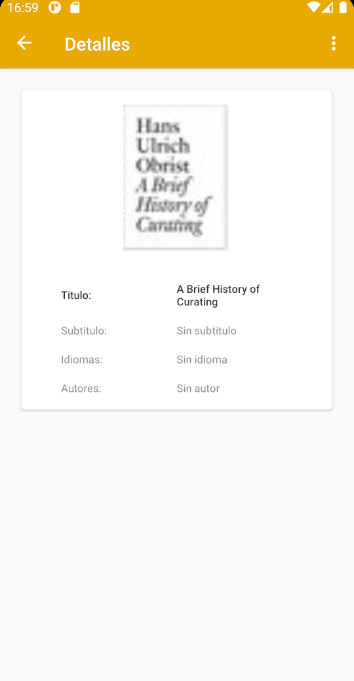 16:59
Detalles
Hans
Ulrich
Obrist
A Brief
History of
Curating
Titulo:
A Brief History of
Curating
Subtitulo:
Sin subtitulo
Idiomas:
Sin idioma
Autores:
Sin autor